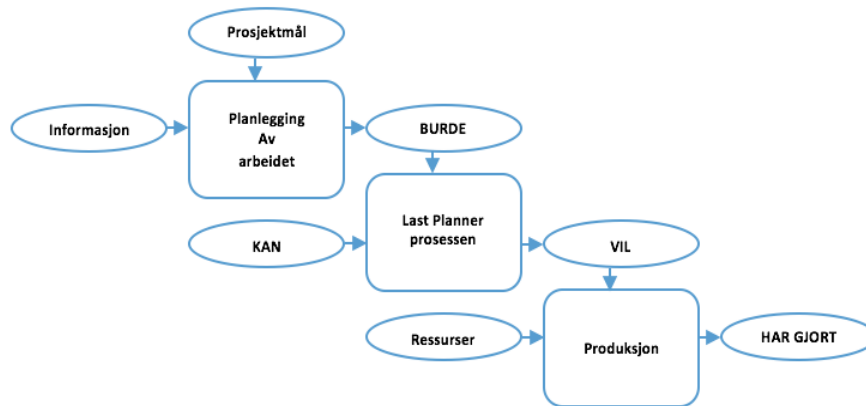 Prosjektmål
Informasjon
Planlegging
Av
arbeidet
BURDE
KAN
Last Planner
prosessen
VIL
Ressurser
Produksjon
HAR GJORT